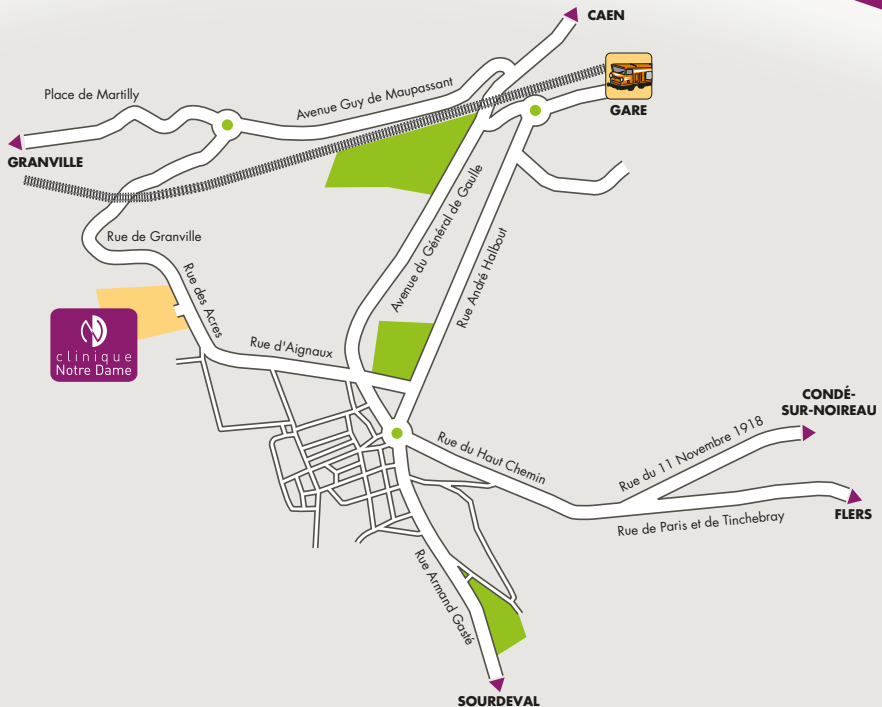 CAEN
Place de Martilly
Avenue Guy de Maupassant
GARE
GRANVILLE
Rue de Granville
Avenue du Général de Gaulle
Rue André Halbout
Rue des Acres
clinique
Notre Dame
Rue d'Aignaux
CONDÉ-
SUR-NOIREAU
Rue du Haut Chemin
Rue du 11 Novembre 1918
FLERS
Rue de Paris et de Tinchebray
Rue Armand Gasté
SOURDEVAL